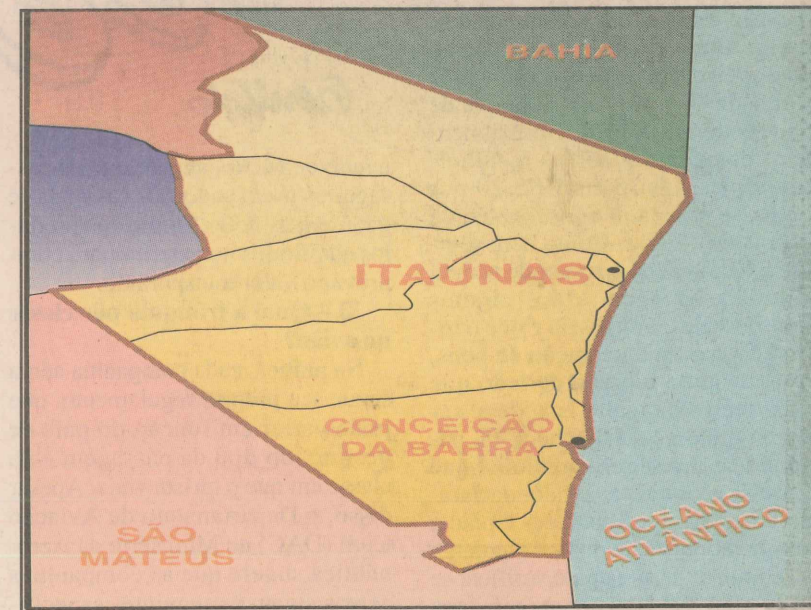 BAHIA
ITAUNAS
CONCEIÇÃO
DA BARRA
SÃO
MATEUS
OCEANO
ATLÂNTICO